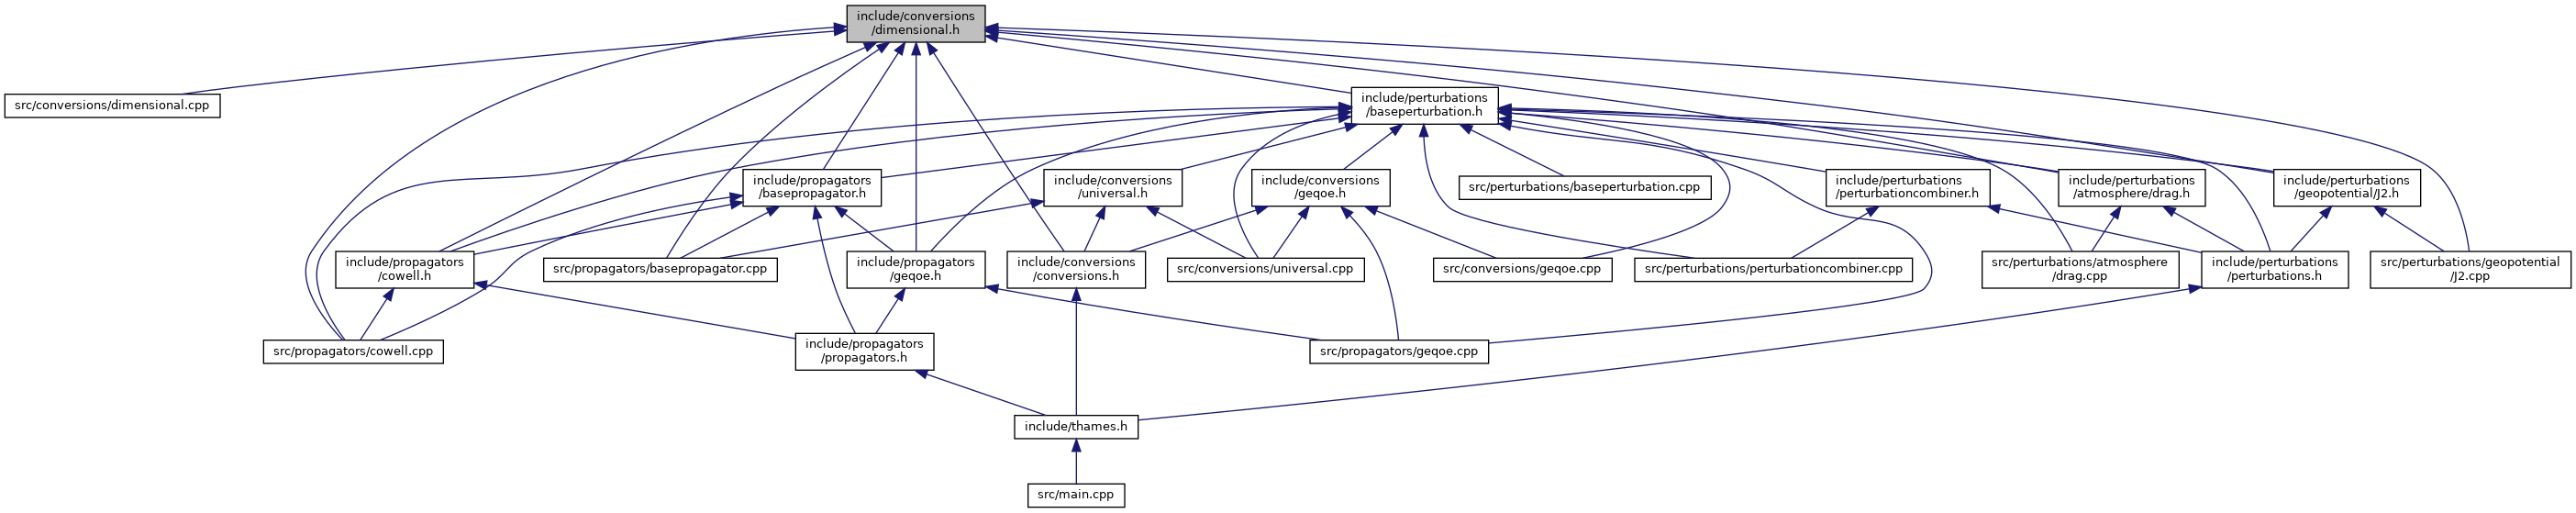 include/conversions
/dimensional.h
src/conversions/dimensional.cpp
include/perturbations
/baseperturbation.h
include/propagators
/basepropagator.h
include/conversions
/universal.h
include/conversions
/geqoe.h
src/perturbations/baseperturbation.cpp
include/perturbations
/perturbationcombiner.h
include/perturbations
/atmosphere/drag.h
include/perturbations
/geopotential/J2.h
include/propagators
/cowell.h
src/propagators/basepropagator.cpp
include/propagators
/geqoe.h
include/conversions
/conversions.h
src/conversions/universal.cpp
src/conversions/geqoe.cpp
src/perturbations/perturbationcombiner.cpp
src/perturbations/atmosphere
/drag.cpp
include/perturbations
/perturbations.h
src/perturbations/geopotential
/J2.cpp
src/propagators/cowell.cpp
include/propagators
/propagators.h
src/propagators/geqoe.cpp
include/thames.h
src/main.cpp